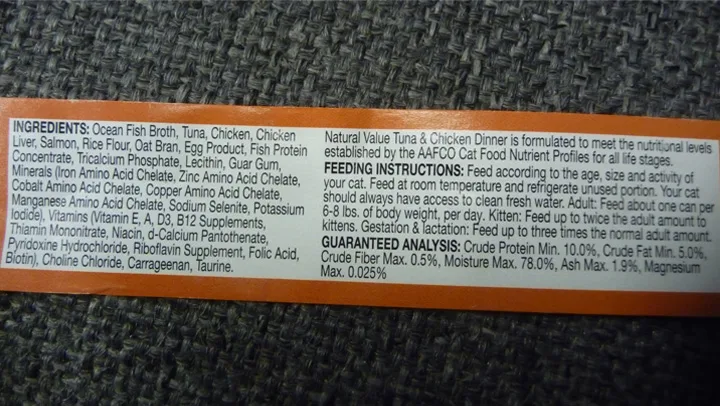 INGREDIENTS: Ocean Fish Broth, Tuna, Chicken, Chicken
Liver, Salmon, Rice Flour, Oat Bran, Egg Product, Fish Protein
Concentrate, Tricalcium Phosphate, Lecithin, Guar Gum,
Minerals (Iron Amino Acid Chelate, Zinc Amino Acid Chelate,
Cobalt Amino Acid Chelate, Copper Amino Acid Chelate,
Manganese Amino Acid Chelate, Sodium Selenite, Potassium
Iodide), Vitamins (Vitamin E, A, D3, B12 Supplements,
Thiamin Mononitrate, Niacin, d-Calcium Pantothenate,
Pyridoxine Hydrochloride, Riboflavin Supplement, Folic Acid,
Biotin), Choline Chloride, Carrageenan, Taurine.
Natural Value Tuna & Chicken Dinner is formulated to meet the nutritional levels
established by the AAFCO Cat Food Nutrient Profiles for all life stages.
FEEDING INSTRUCTIONS: Feed according to the age, size and activity of
your cat. Feed at room temperature and refrigerate unused portion. Your cat
should always have access to clean fresh water. Adult: Feed about one can per
6-8 lbs. of body weight, per day. Kitten: Feed up to twice the adult amount to
kittens. Gestation & lactation: Feed up to three times the normal adult amount.
GUARANTEED ANALYSIS: Crude Protein Min. 10.0%, Crude Fat Min. 5.0%,
Crude Fiber Max. 0.5%, Moisture Max. 78.0%, Ash Max. 1.9%, Magnesium
Max. 0.025%